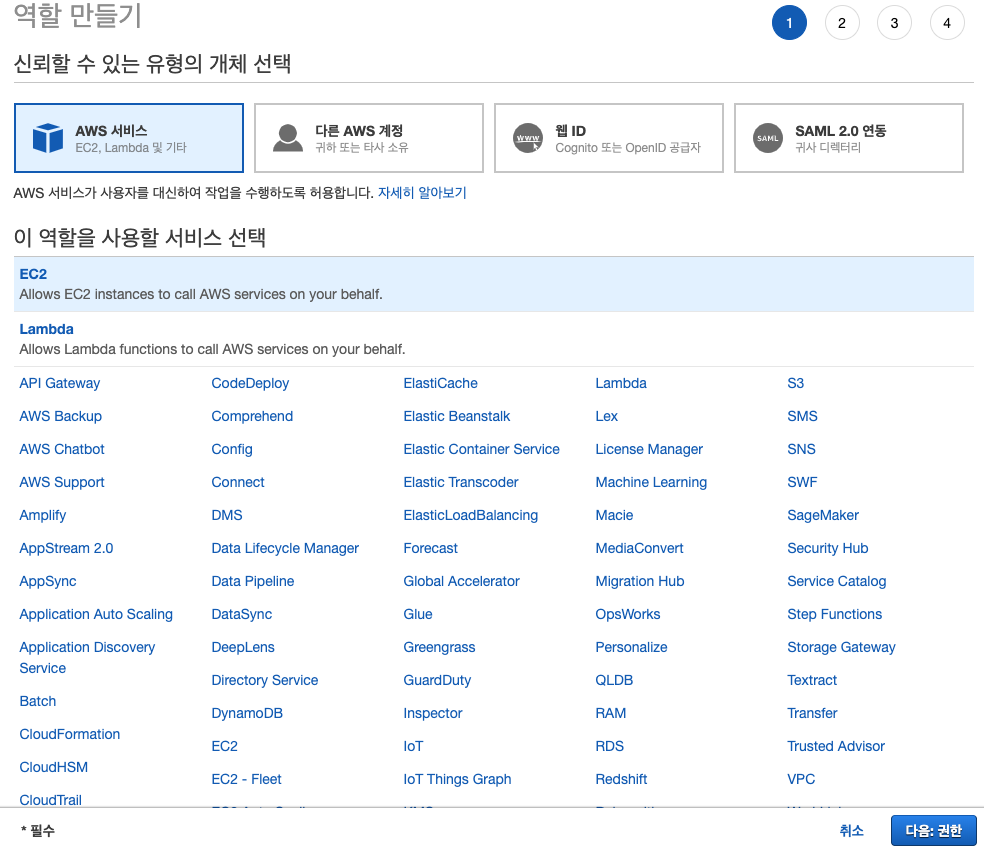 역할 만들기
1 2 3 4
신뢰할 수 있는 유형의 개체 선택
AWS 서비스
EC2, Lambda 및 기타
다른 AWS 계정
귀하 또는 타사 소유
WWW
웹 ID
Cognito 또는 OpenID 공급자
SAML
SAML 2.0 연동
귀사 디렉터리
AWS 서비스가 사용자를 대신하여 작업을 수행하도록 허용합니다. 자세히 알아보기
이 역할을 사용할 서비스 선택
EC2
Allows EC2 instances to call AWS services on your behalf.
Lambda
Allows Lambda functions to call AWS services on your behalf.
API Gateway
AWS Backup
AWS Chatbot
AWS Support
Amplify
AppStream 2.0
AppSync
Application Auto Scaling
Application Discovery
Service
Batch
CloudFormation
CloudHSM
CloudTrail
CodeDeploy
Comprehend
Config
Connect
DMS
Data Lifecycle Manager
Data Pipeline
DataSync
DeepLens
Directory Service
DynamoDB
EC2
EC2 - Fleet
ElastiCache
Elastic Beanstalk
Elastic Container Service
Elastic Transcoder
ElasticLoadBalancing
Forecast
Global Accelerator
Glue
Greengrass
GuardDuty
Inspector
IoT
IoT Things Graph
Lambda
Lex
License Manager
Machine Learning
Macie
MediaConvert
Migration Hub
OpsWorks
Personalize
QLDB
RAM
RDS
Redshift
S3
SMS
SNS
SWF
SageMaker
Security Hub
Service Catalog
Step Functions
Storage Gateway
Textract
Transfer
Trusted Advisor
VPC
* 필수
취소
다음: 권한